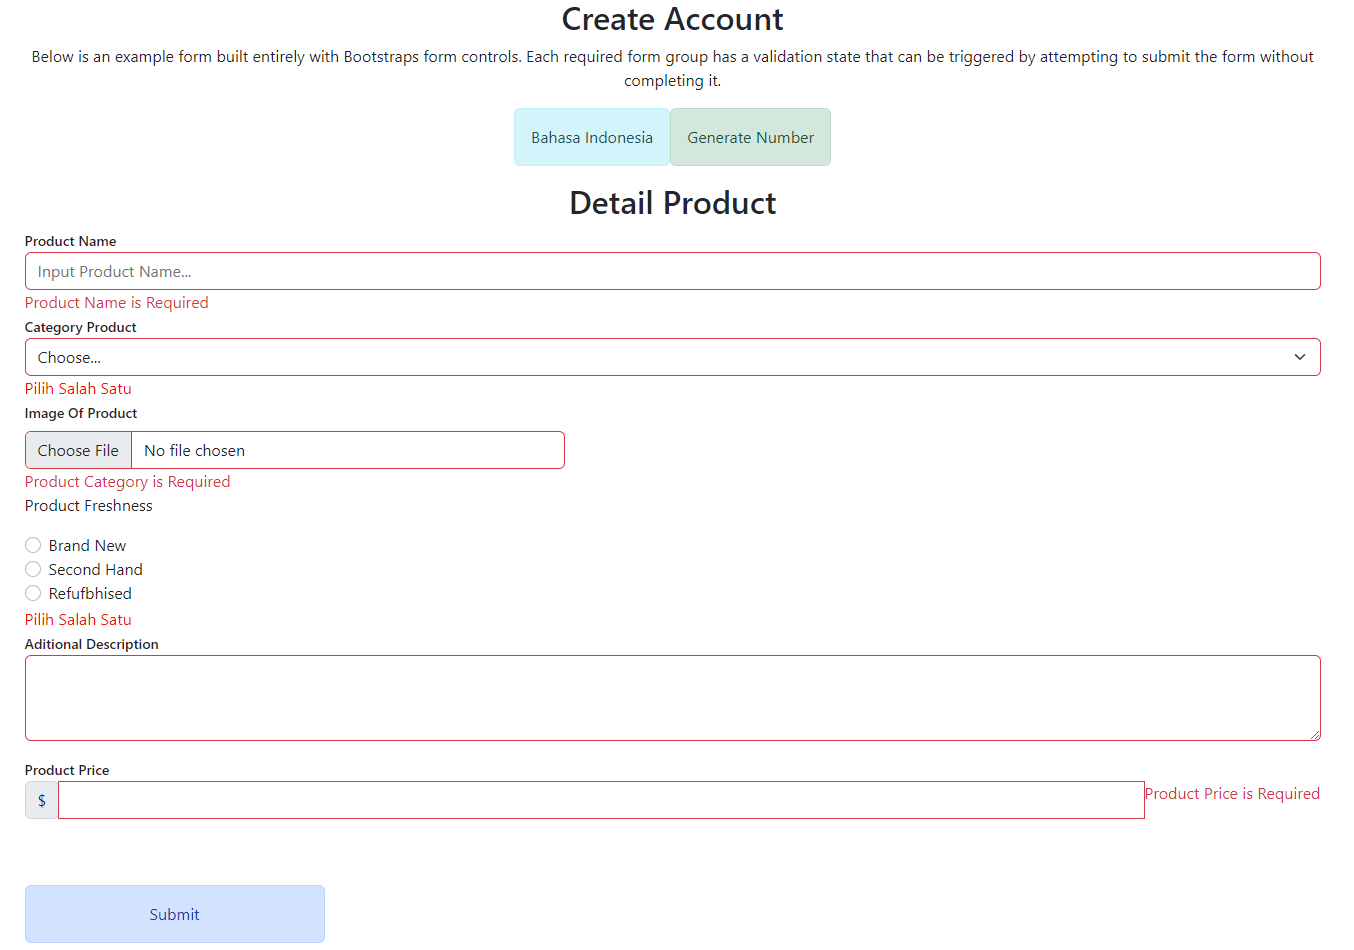 Create Account
Below is an example form built entirely with Bootstraps form controls. Each required form group has a validation state that can be triggered by attempting to submit the form without
completing it.
Bahasa Indonesia Generate Number
Detail Product
Product Name
Input Product Name...
Product Name is Required
Category Product
Choose...
Pilih Salah Satu
Image Of Product
Choose File No file chosen
Product Category is Required
Product Freshness
Brand New
Second Hand
Refufbhised
Pilih Salah Satu
Aditional Description
Product Price
$ Product Price is Required
Submit